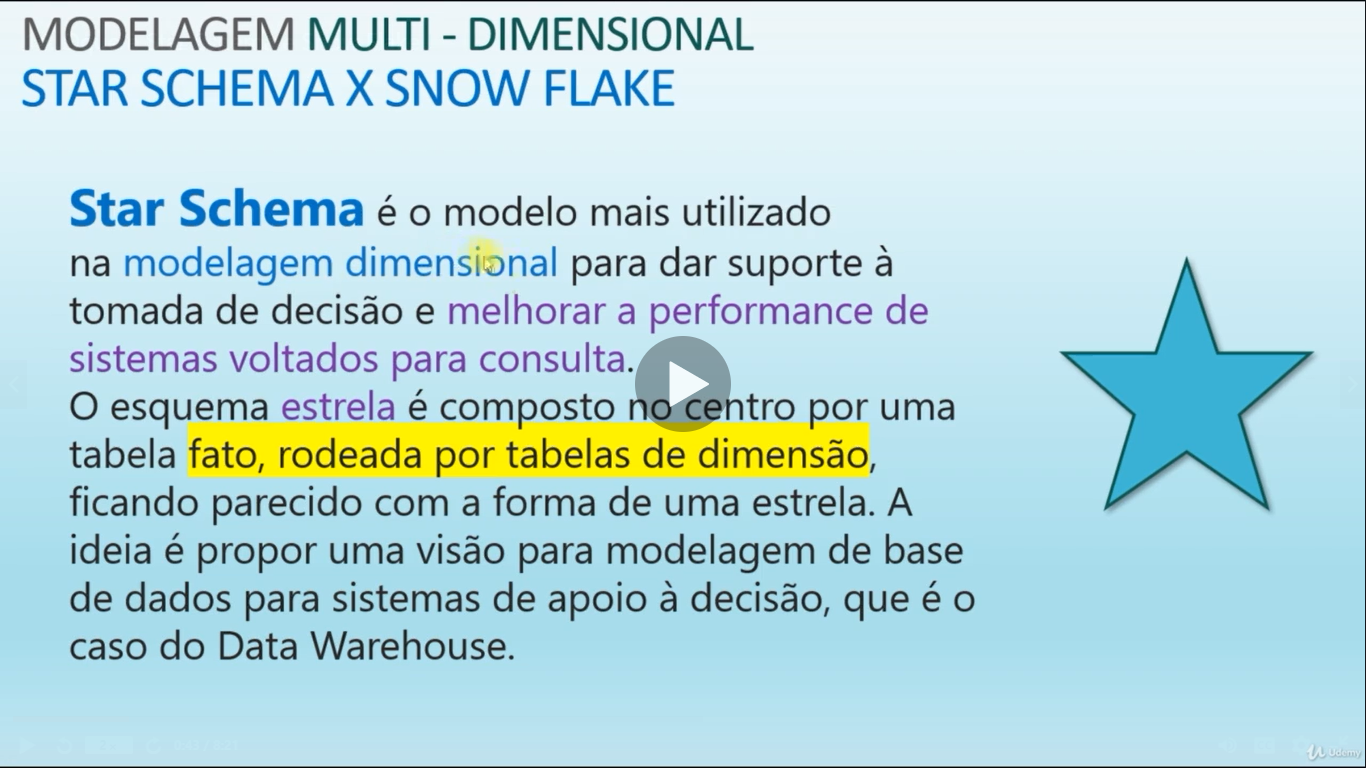 MODELAGEM MULTI - DIMENSIONAL
STAR SCHEMA X SNOW FLAKE
Star Schema é o modelo mais utilizado
na modelagem dimensional para dar suporte à
tomada de decisão e melhorar a performance de
sistemas voltados para consulta.
O esquema estrela é composto no centro por uma
tabela fato, rodeada por tabelas de dimensão,
ficando parecido com a forma de uma estrela. A
ideia é propor uma visão para modelagem de base
de dados para sistemas de apoio à decisão, que é o
caso do Data Warehouse.
Udemy